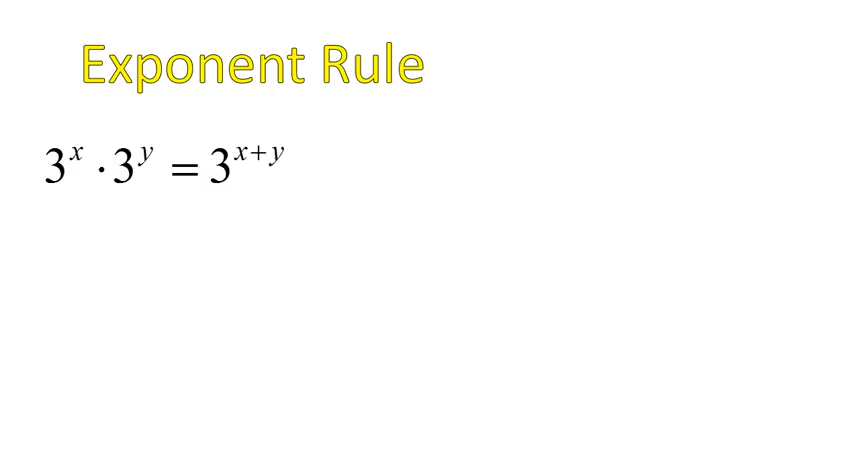 Exponent Rule
3^x · 3^y = 3^{x+y}